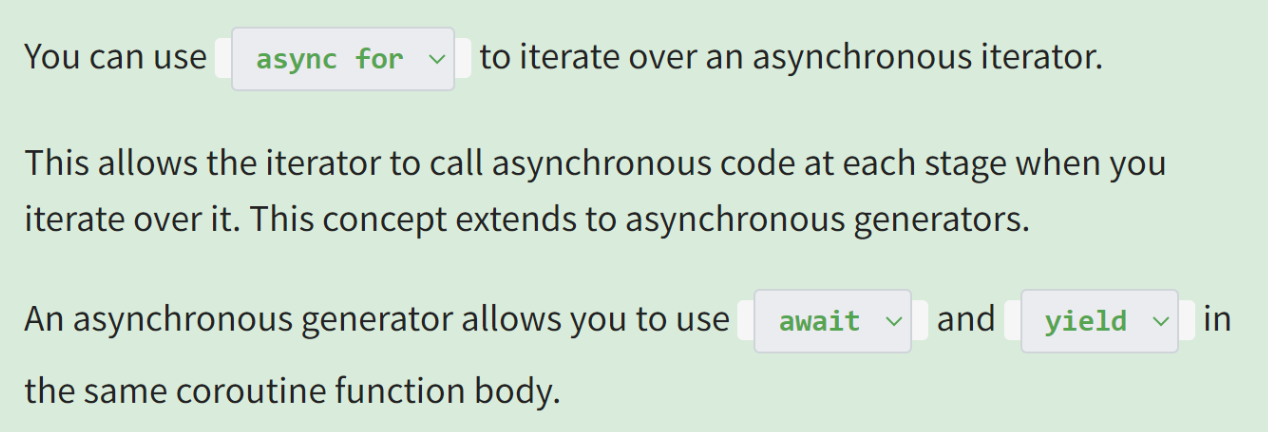 You can use async for to iterate over an asynchronous iterator.
This allows the iterator to call asynchronous code at each stage when you
iterate over it. This concept extends to asynchronous generators.
An asynchronous generator allows you to use await and yield in
the same coroutine function body.